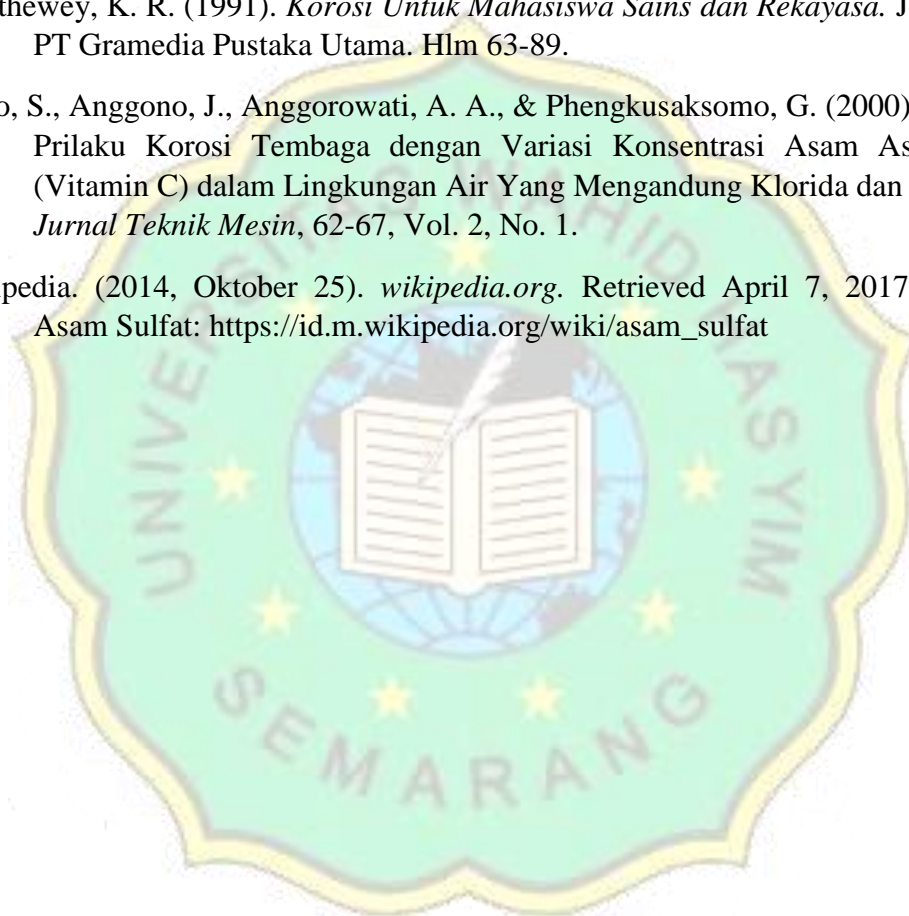 thewey, K. R. (1991). Korosi Untuk Mahasiswa Sains dan Rekayasa. J
PT Gramedia Pustaka Utama. Hlm 63-89.
o, S., Anggono, J., Anggorowati, A. A., & Phengkusaksomo, G. (2000)
Prilaku Korosi Tembaga dengan Variasi Konsentrasi Asam As
(Vitamin C) dalam Lingkungan Air Yang Mengandung Klorida dan
Jurnal Teknik Mesin, 62-67, Vol. 2, No. 1.
pedia. (2014, Oktober 25). wikipedia.org. Retrieved April 7, 2017
Asam Sulfat: https://id.m.wikipedia.org/wiki/asam_sulfat
UNIVERSITAS WAHID HASYIM
SEMARANG